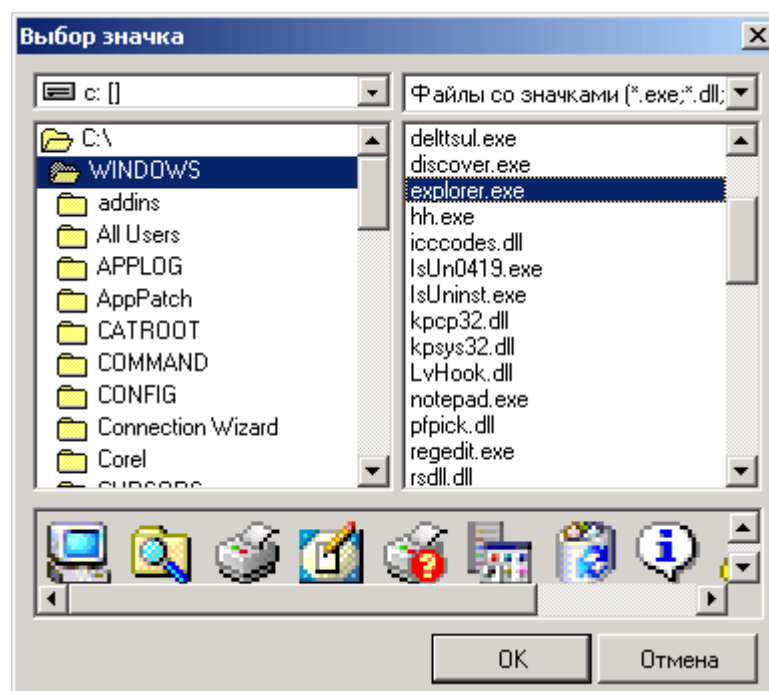 Выбор значка
c: []
Файлы со значками (*.exe;*.dll;
C:\
WINDOWS
addins
All Users
APPLOG
AppPatch
CATROOT
COMMAND
CONFIG
Connection Wizard
Corel
CURSORS
delttsul.exe
discover.exe
explorer.exe
hh.exe
icccodes.dll
IsUn0419.exe
IsUninst.exe
kpcp32.dll
kpsys32.dll
LvHook.dll
notepad.exe
pfpick.dll
regedit.exe
rsdll.dll
OK
Отмена